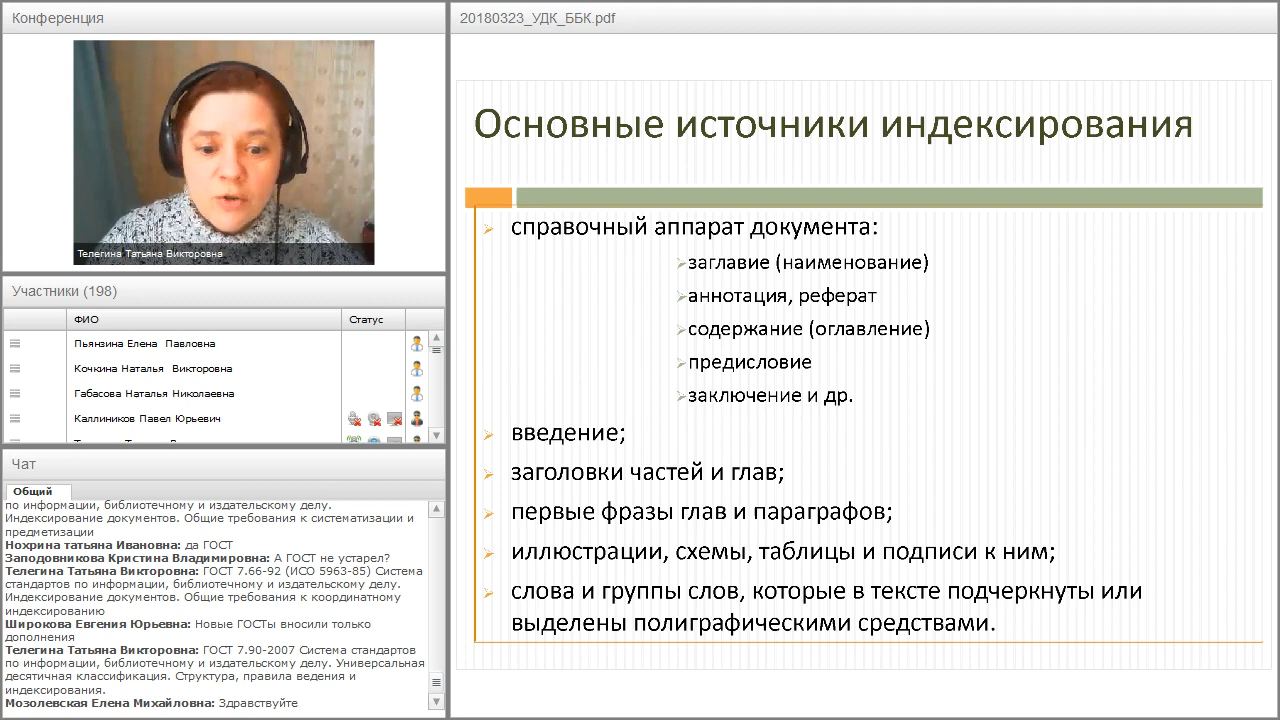 Конференция
Телегина Татьяна Викторовна
Участники (198)
ФИО
Статус
Пьянзина Елена Павловна
Кочкина Наталья Викторовна
Габасова Наталья Николаевна
Каллиников Павел Юрьевич
Чат
Общий
по информации, библиотечному и издательскому делу.
Индексирование документов. Общие требования к систематизации и
предметизации
Нохрина татьяна Ивановна: да ГОСТ
Заподовникова Кристина Владимировна: А ГОСТ не устарел?
Телегина Татьяна Викторовна: ГОСТ 7.66-92 (ИСО 5963-85) Система
стандартов по информации, библиотечному и издательскому делу.
Индексирование документов. Общие требования к координатному
индексированию
Широкова Евгения Юрьевна: Новые ГОСТы вносили только
дополнения
Телегина Татьяна Викторовна: ГОСТ 7.90-2007 Система стандартов
по информации, библиотечному и издательскому делу. Универсальная
десятичная классификация. Структура, правила ведения и
индексирования.
Мозолевская Елена Михайловна: Здравствуйте
20180323_УДК_ББК.pdf
Основные источники индексирования
справочный аппарат документа:
заглавие (наименование)
аннотация, реферат
содержание (оглавление)
предисловие
заключение и др.
введение;
заголовки частей и глав;
первые фразы глав и параграфов;
иллюстрации, схемы, таблицы и подписи к ним;
слова и группы слов, которые в тексте подчеркнуты или
выделены полиграфическими средствами.